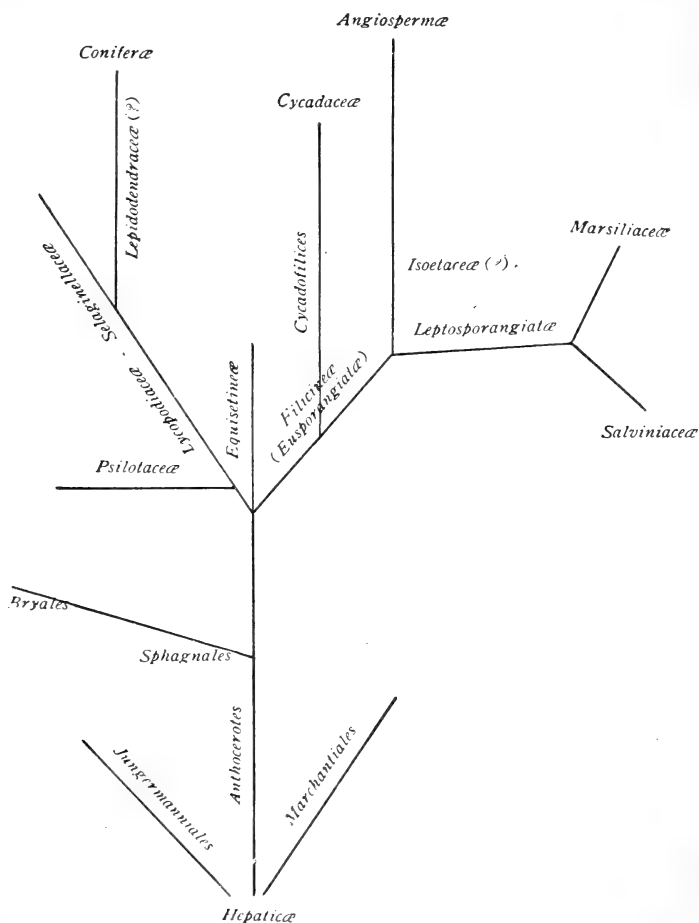 Angiospermæ
Coniferæ
Lepidodendraceæ (?)
Cycadaceæ
Cycadofilices
Marsiliaceæ
Isoetaceæ (?).
Leptosporangiatæ
Salviniaceæ
Lycopodiaceæ - Selaginellaceæ
Equisetineæ
Filicineæ
(Eusporangiatæ)
Psilotaceæ
Bryales
Sphagnales
Anthocerotes
Jungermanniales
Marchantiales
Hepaticæ